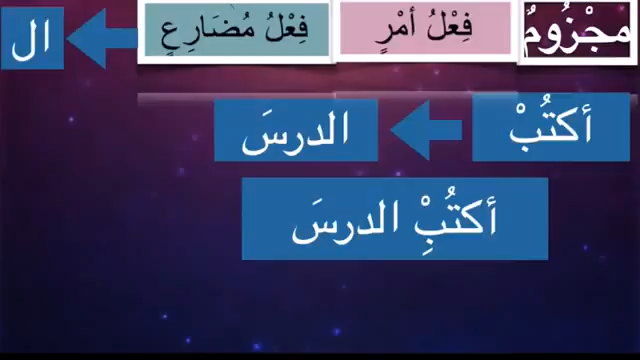 مجْزُومٌ فِعْلُ أمْرٍ فِعْلُ مُضَارِعٍ ال
أكتُبْ الدرسَ
أكتُبِْ الدرسَ